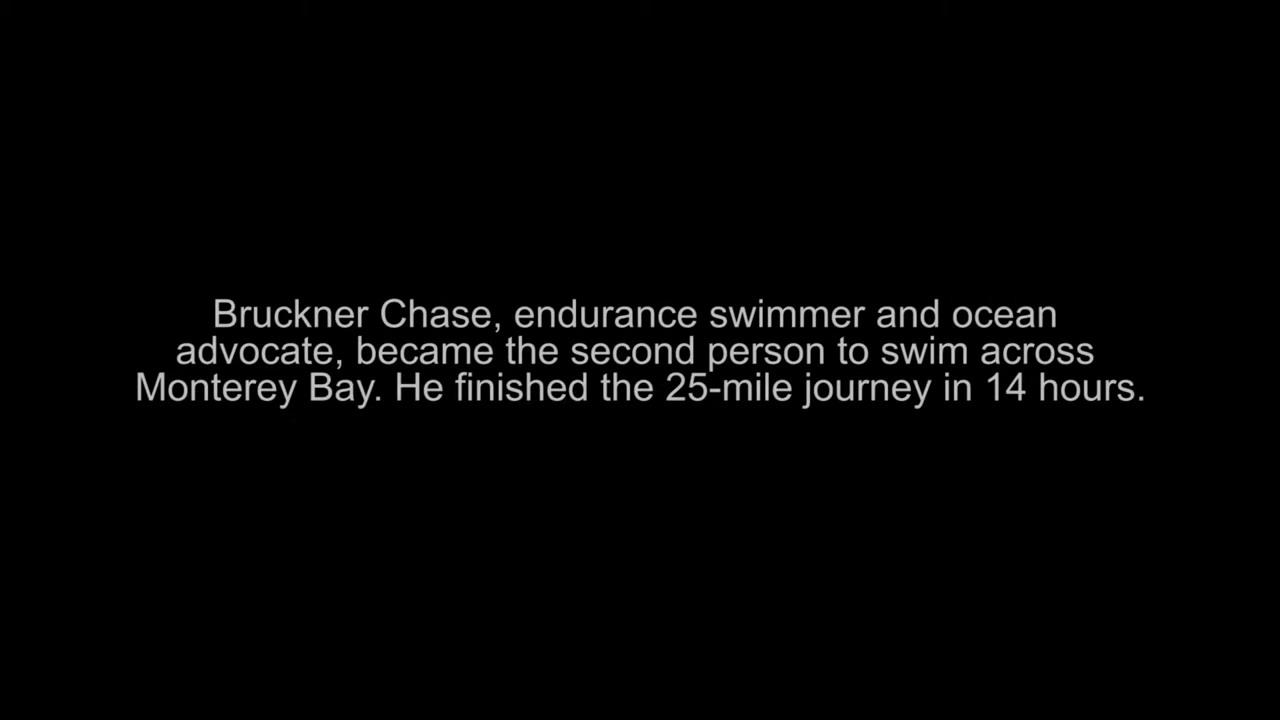 Bruckner Chase, endurance swimmer and ocean
advocate, became the second person to swim across
Monterey Bay. He finished the 25-mile journey in 14 hours.